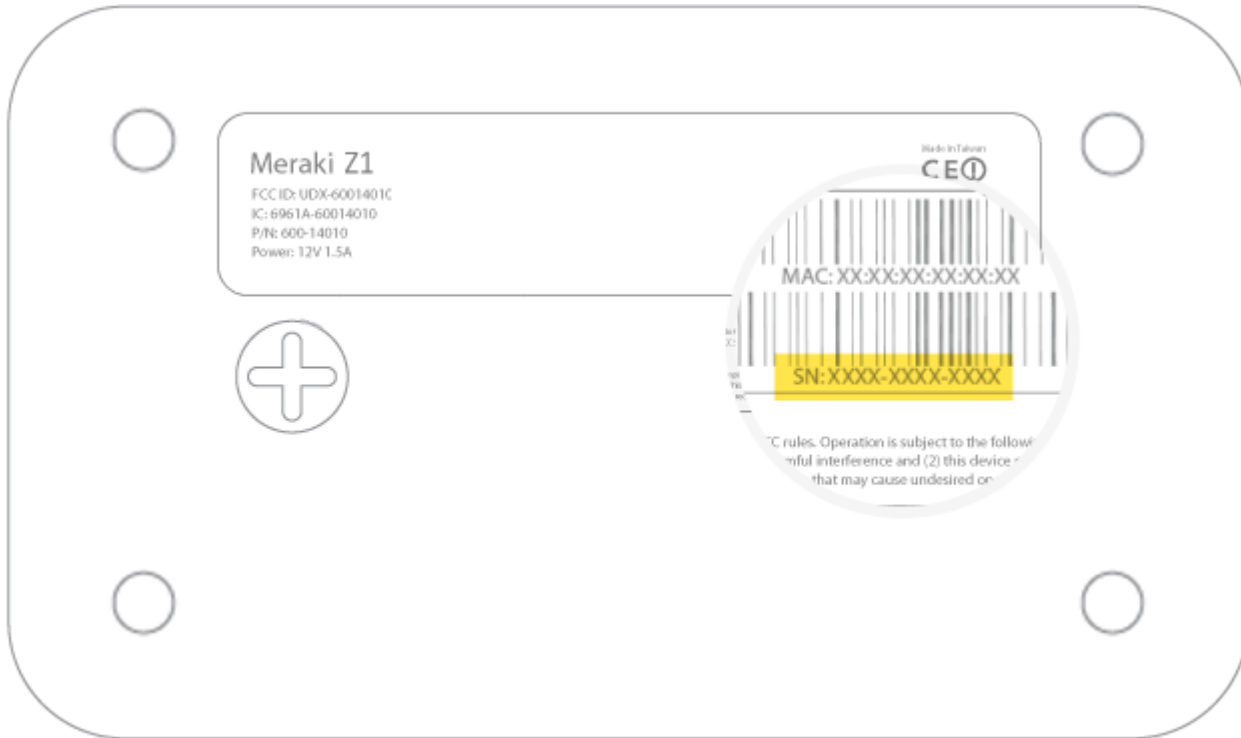 Meraki Z1
FCC ID: UDX-6001401
IC: 6961A-60014010
P/N: 600-14010
Power: 12V 1.5A
Made in Taiwan
CE
MAC: XX:XX:XX:XX:XX:XX
SN: XXXX-XXXX-XXXX
rules. Operation is subject to the
interference and (2) this device
that may cause undesired